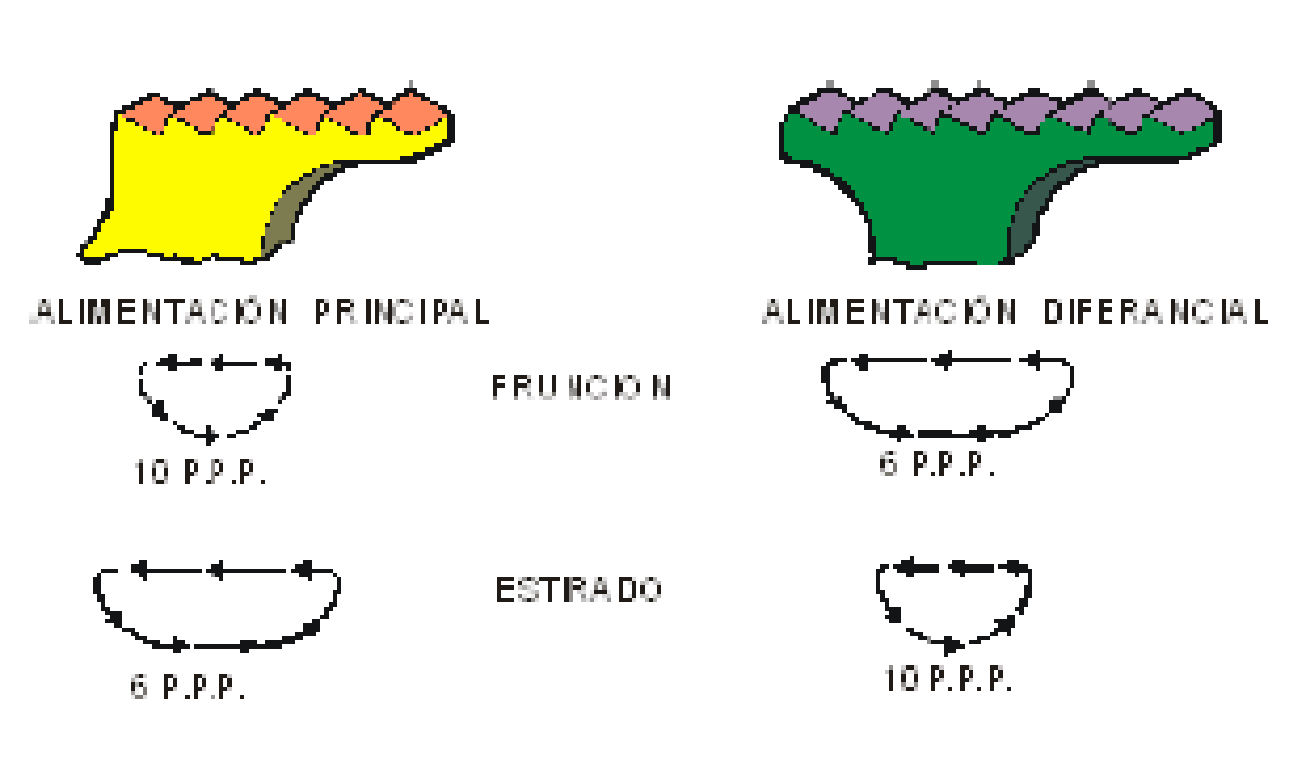 ALIMENTACIÓN PRINCIPAL
ALIMENTACIÓN DIFERANCIAL
FRUNCION
10 P.P.P.
6 P.P.P.
ESTIRADO
6 P.P.P.
10 P.P.P.